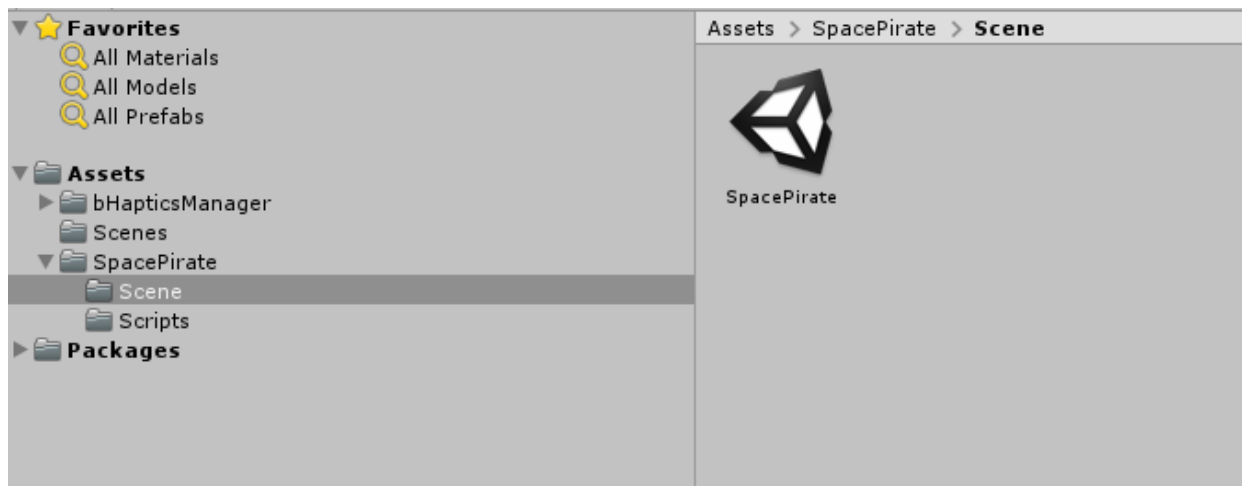 Favorites
All Materials
All Models
All Prefabs
Assets
bHapticsManager
Scenes
SpacePirate
Scene
Scripts
Packages
Assets > SpacePirate > Scene
SpacePirate